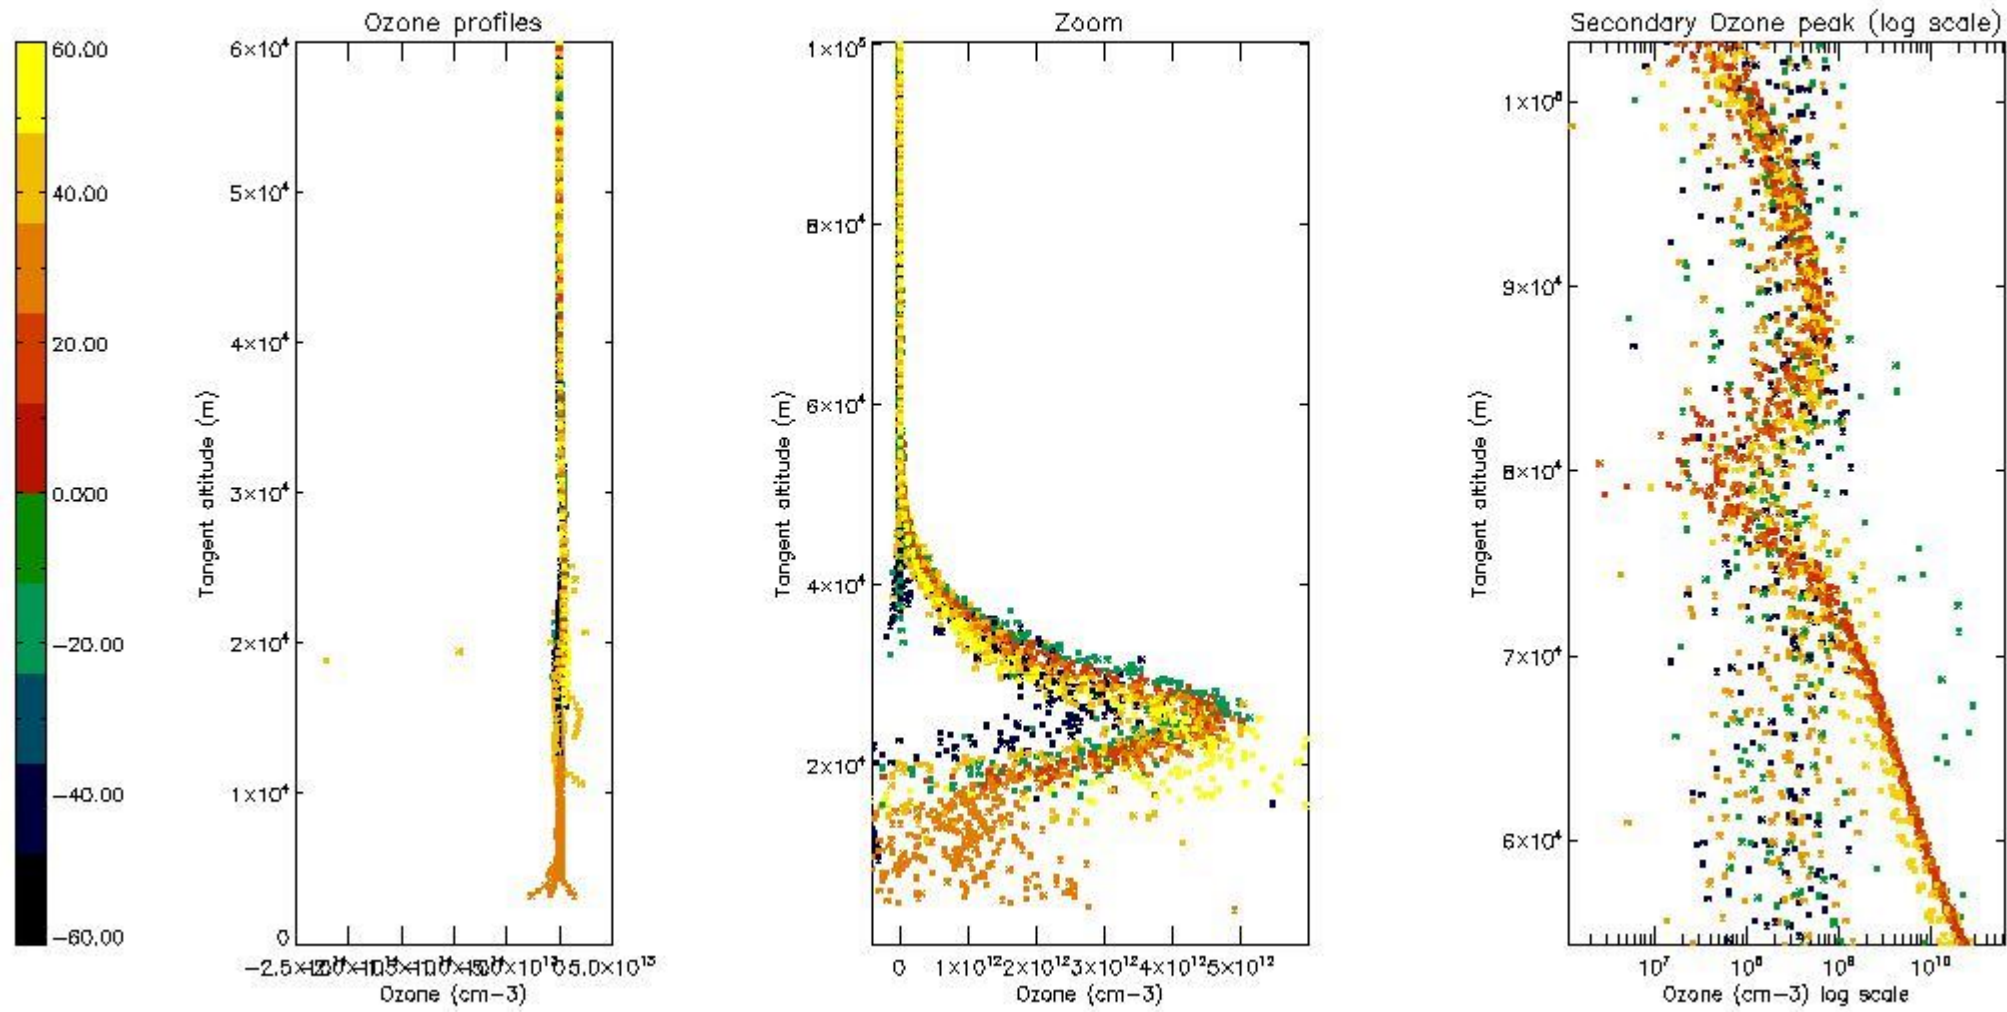 Ozone profiles
Zoom
Secondary Ozone peak (log scale)
60.00
40.00
20.00
0.000
−20.00
−40.00
−60.00
6×10⁴
5×10⁴
4×10⁴
3×10⁴
2×10⁴
1×10⁴
0
Tangent altitude (m)
5.0×10¹³
Ozone (cm−3)
1×10⁵
8×10⁴
6×10⁴
4×10⁴
2×10⁴
Tangent altitude (m)
0 1×10¹² 2×10¹² 3×10¹² 4×10¹² 5×10¹²
Ozone (cm−3)
1×10⁵
9×10⁴
8×10⁴
7×10⁴
6×10⁴
Tangent altitude (m)
10⁷ 10⁸ 10⁹ 10¹⁰
Ozone (cm−3) log scale